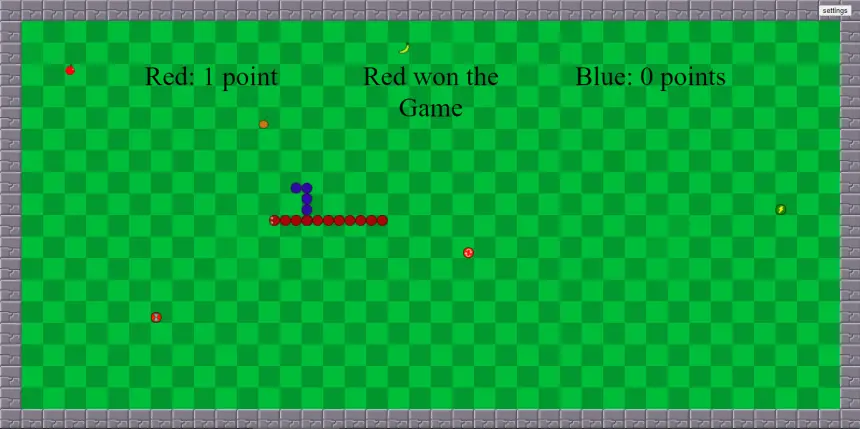 settings
Red: 1 point
Red won the
Game
Blue: 0 points